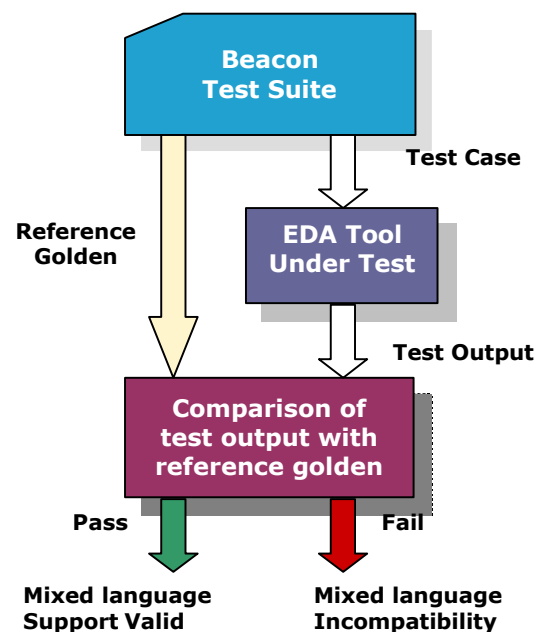 Beacon
Test Suite
Test Case
Reference
Golden
EDA Tool
Under Test
Test Output
Comparison of
test output with
reference golden
Pass
Fail
Mixed language
Support Valid
Mixed language
Incompatibility